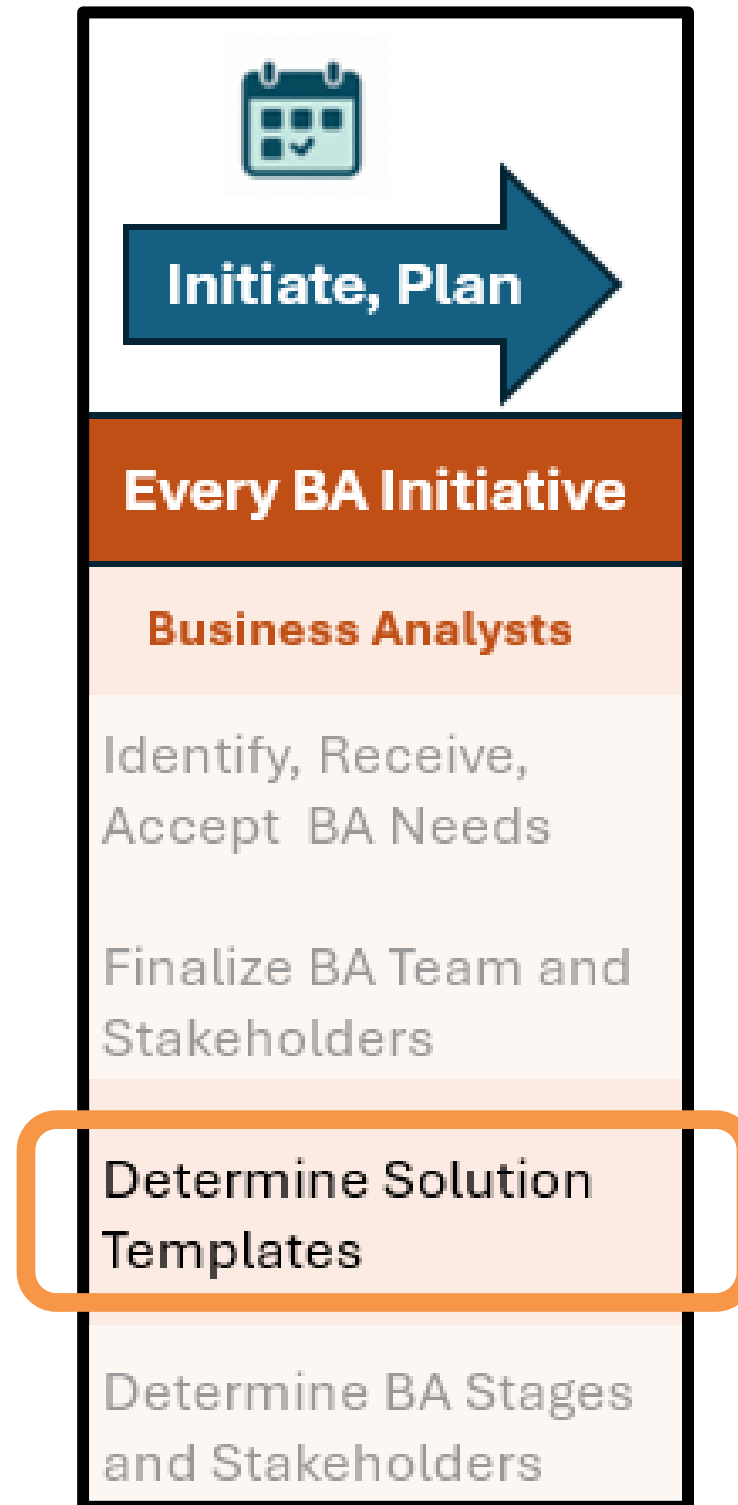 Initiate, Plan
Every BA Initiative
Business Analysts
Identify, Receive,
Accept BA Needs
Finalize BA Team and
Stakeholders
Determine Solution
Templates
Determine BA Stages
and Stakeholders